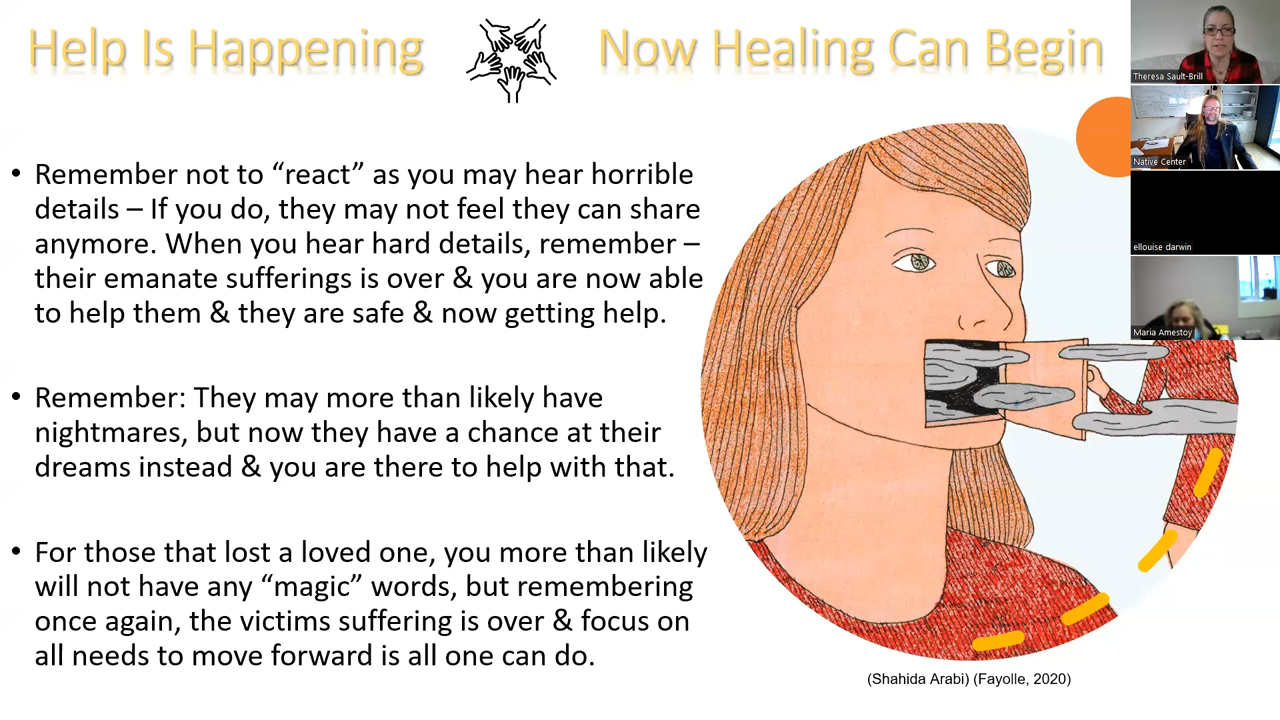 Help Is Happening
Now Healing Can Begin
• Remember not to “react” as you may hear horrible
details – If you do, they may not feel they can share
anymore. When you hear hard details, remember –
their emanate sufferings is over & you are now able
to help them & they are safe & now getting help.
• Remember: They may more than likely have
nightmares, but now they have a chance at their
dreams instead & you are there to help with that.
• For those that lost a loved one, you more than likely
will not have any “magic” words, but remembering
once again, the victims suffering is over & focus on
all needs to move forward is all one can do.
(Shahida Arabi) (Fayolle, 2020)
Theresa Sault-Brill
Native Center
ellouise darwin
Maria Amestoy